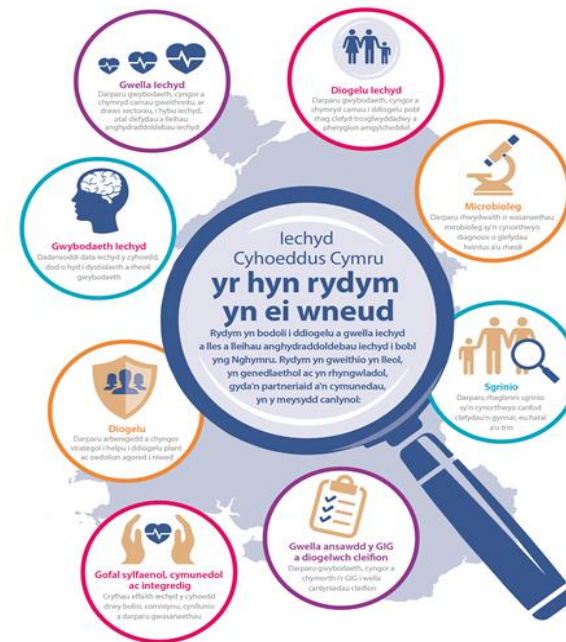 Iechyd
Cyhoeddus Cymru
yr hyn rydym
yn ei wneud
Rydym yn bodoli i ddiogelu a gwella iechyd
a lles a lleihau anghydraddoldebau iechyd i bobl
yng Nghymru. Rydym yn gweithio yn lleol,
yn genedlaethol ac yn rhyngwladol,
gyda'n partneriaid a'n cymunedau,
yn y meysydd canlynol:
Gwella Iechyd
Darparu gwybodaeth, cyngor a
chymryd camau gweithredu, ar
draws sectorau, i hybu iechyd,
atal clefydau a lleihau
anghydraddoldebau iechyd
Diogelu Iechyd
Darparu gwybodaeth, cyngor a
chymryd camau i ddiogelu pobl
rhag clefyd trosglwyddadwy a
pheryglon amgylcheddol
Microbioleg
Darparu rhwydwaith o wasanaethau
mirobioleg sy'n cynorthwyo
diagnosis o glefydau
heintus a'u rheoli
Sgrinio
Darparu rhaglenni sgrinio
sy'n cynorthwyo canfod
clefydau'n gynnar, eu hatal
a'u trin
Gwella ansawdd y GIG
a diogelwch cleifion
Darparu gwybodaeth, cyngor a
chymorth i'r GIG i wella
canlyniadau cleifion
Gofal sylfaenol, cymunedol
ac integredig
Cryfhau effaith iechyd y cyhoedd
drwy bolisi, comisiynu, cynllunio
a darparu gwasanaethau
Diogelu
Darparu arbenigedd a chyngor
strategol i helpu i ddiogelu plant
ac oedolion agored i niwed
Gwybodaeth Iechyd
Dadansoddi data iechyd y cyhoedd,
dod o hyd i dystiolaeth a rheoli
gwybodaeth